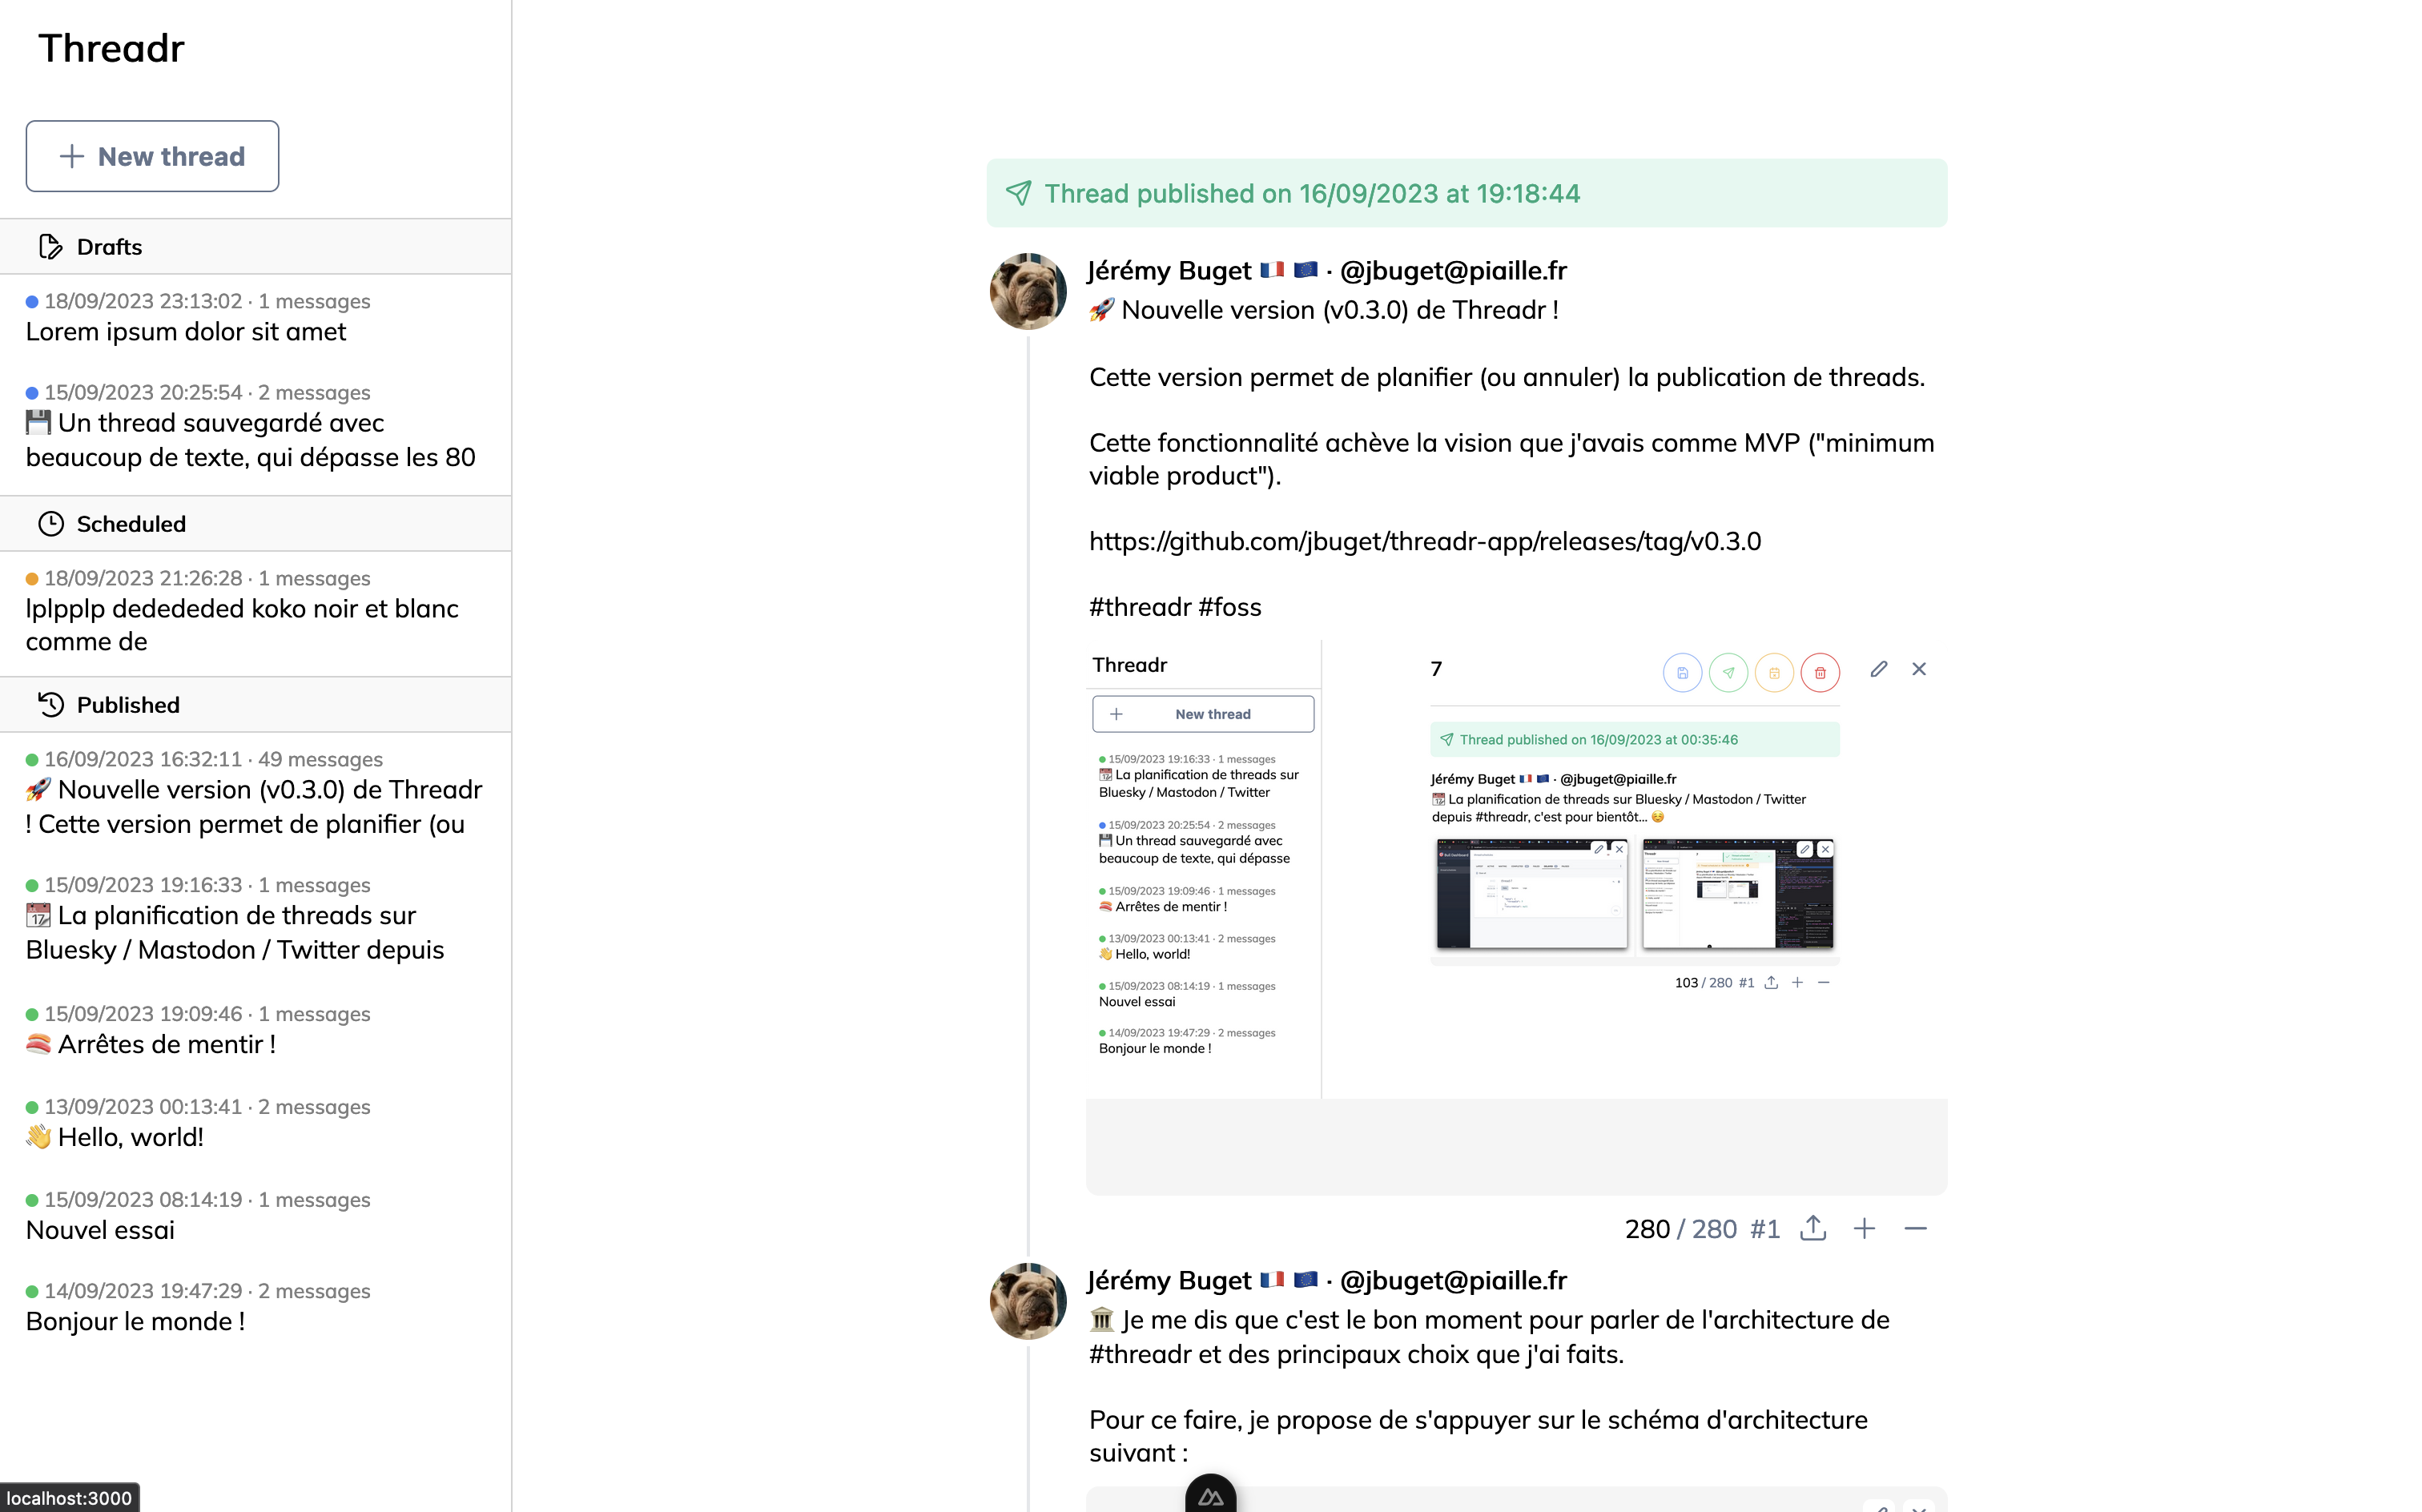 Threadr
New thread
Drafts
18/09/2023 23:13:02 · 1 messages
Lorem ipsum dolor sit amet
15/09/2023 20:25:54 · 2 messages
💾 Un thread sauvegardé avec
beaucoup de texte, qui dépasse les 80
Scheduled
18/09/2023 21:26:28 · 1 messages
lplpplp dedededed koko noir et blanc
comme de
Published
16/09/2023 16:32:11 · 49 messages
🚀 Nouvelle version (v0.3.0) de Threadr
! Cette version permet de planifier (ou
15/09/2023 19:16:33 · 1 messages
📆 La planification de threads sur
Bluesky / Mastodon / Twitter depuis
15/09/2023 19:09:46 · 1 messages
🍣 Arrêtes de mentir !
13/09/2023 00:13:41 · 2 messages
👋 Hello, world!
15/09/2023 08:14:19 · 1 messages
Nouvel essai
14/09/2023 19:47:29 · 2 messages
Bonjour le monde !
localhost:3000
Thread published on 16/09/2023 at 19:18:44
Jérémy Buget 🇫🇷 🇪🇺 · @jbuget@piaille.fr
🚀 Nouvelle version (v0.3.0) de Threadr !
Cette version permet de planifier (ou annuler) la publication de threads.
Cette fonctionnalité achève la vision que j'avais comme MVP ("minimum
viable product").
https://github.com/jbuget/threadr-app/releases/tag/v0.3.0
#threadr #foss
Threadr
New thread
15/09/2023 19:16:33 · 1 messages
📆 La planification de threads sur
Bluesky / Mastodon / Twitter
15/09/2023 20:25:54 · 2 messages
💾 Un thread sauvegardé avec
beaucoup de texte, qui dépasse
15/09/2023 19:09:46 · 1 messages
🍣 Arrêtes de mentir !
13/09/2023 00:13:41 · 2 messages
👋 Hello, world!
15/09/2023 08:14:19 · 1 messages
Nouvel essai
14/09/2023 19:47:29 · 2 messages
Bonjour le monde !
7
Thread published on 16/09/2023 at 00:35:46
Jérémy Buget 🇫🇷 🇪🇺 · @jbuget@piaille.fr
📆 La planification de threads sur Bluesky / Mastodon / Twitter
depuis #threadr, c'est pour bientôt... ☺️
103 / 280 #1
280 / 280 #1
Jérémy Buget 🇫🇷 🇪🇺 · @jbuget@piaille.fr
🏛 Je me dis que c'est le bon moment pour parler de l'architecture de
#threadr et des principaux choix que j'ai faits.
Pour ce faire, je propose de s'appuyer sur le schéma d'architecture
suivant :